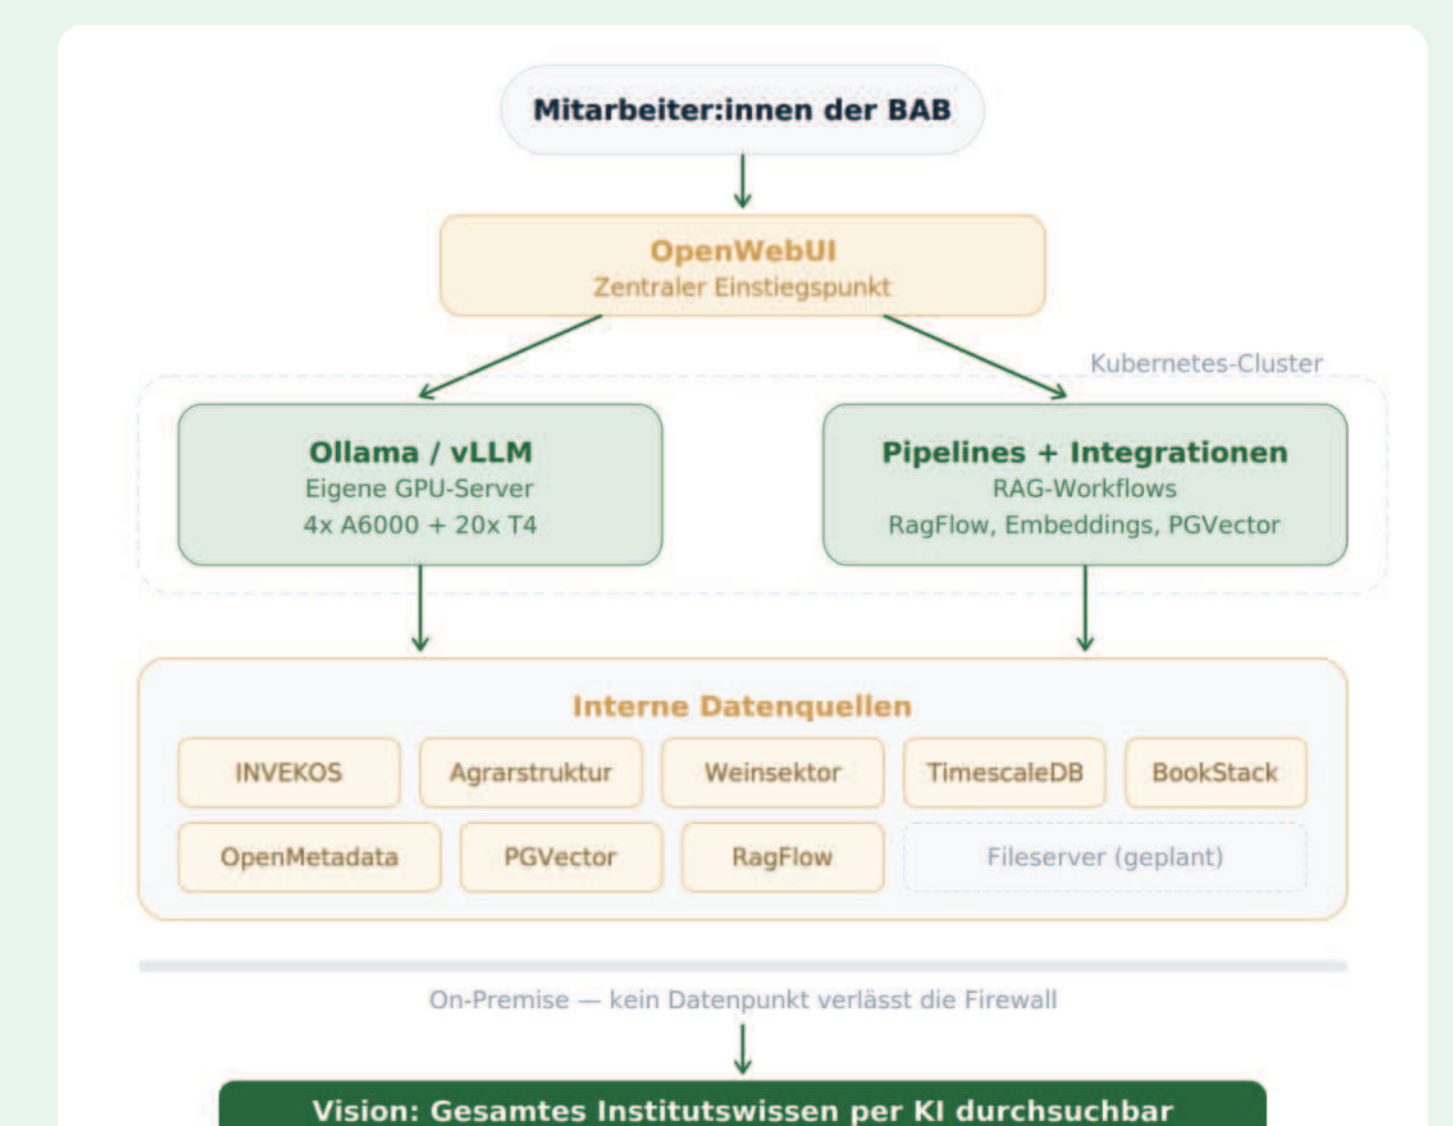 Mitarbeiter:innen der BAB
OpenWebUI
Zentraler Einstiegspunkt
Kubernetes-Cluster
Ollama / vLLM
Eigene GPU-Server
4x A6000 + 20x T4
Pipelines + Integrationen
RAG-Workflows
RagFlow, Embeddings, PGVector
Interne Datenquellen
INVEKOS
Agrarstruktur
Weinsektor
TimescaleDB
BookStack
OpenMetadata
PGVector
RagFlow
Fileserver (geplant)
On-Premise — kein Datenpunkt verlässt die Firewall
Vision: Gesamtes Institutswissen per KI durchsuchbar